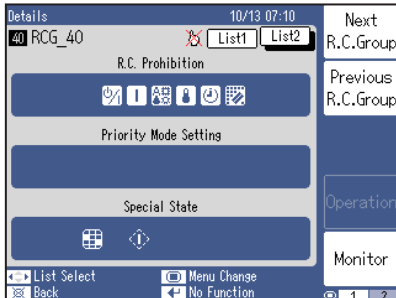 Details 10/13 07:10
40 RCG_40 List1 List2
R.C. Prohibition
Priority Mode Setting
Special State
List Select Menu Change
Back No Function
Next
R.C.Group
Previous
R.C.Group
Operation
Monitor
1 2